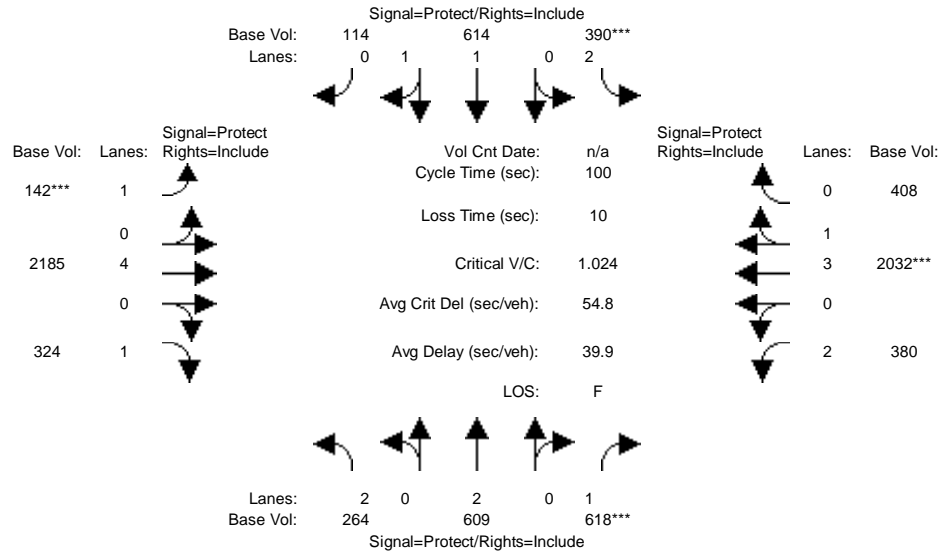 Signal=Protect/Rights=Include
Base Vol: 114 614 390***
Lanes: 0 1 1 0 2
Signal=Protect
Base Vol: Lanes: Rights=Include
Vol Cnt Date: n/a
Signal=Protect
Rights=Include Lanes: Base Vol:
Cycle Time (sec): 100
142*** 1
0 408
Loss Time (sec): 10
0
1
2185 4
Critical V/C: 1.024
3 2032***
0
Avg Crit Del (sec/veh): 54.8
0
324 1
Avg Delay (sec/veh): 39.9
2 380
LOS: F
Lanes: 2 0 2 0 1
Base Vol: 264 609 618***
Signal=Protect/Rights=Include